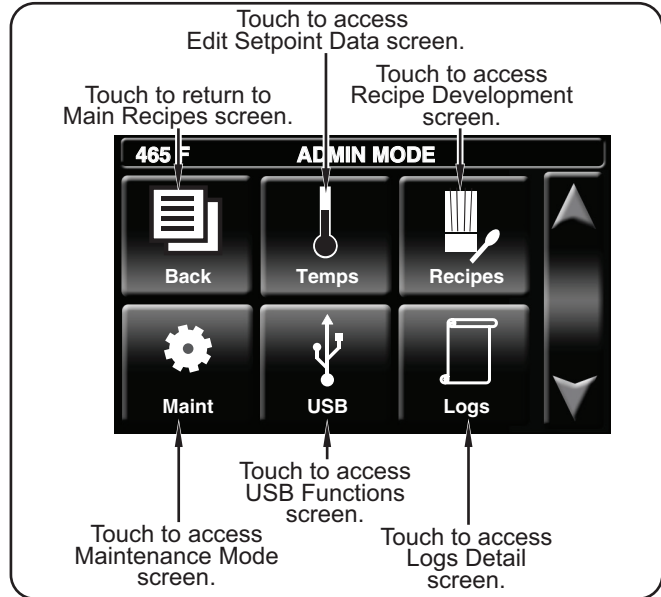 Touch to access
Edit Setpoint Data screen.
Touch to access
Recipe Development
screen.
Touch to return to
Main Recipes screen.
465 F
ADMIN MODE
Back
Temps
Recipes
Maint
USB
Logs
Touch to access
USB Functions
screen.
Touch to access
Maintenance Mode
screen.
Touch to access
Logs Detail
screen.